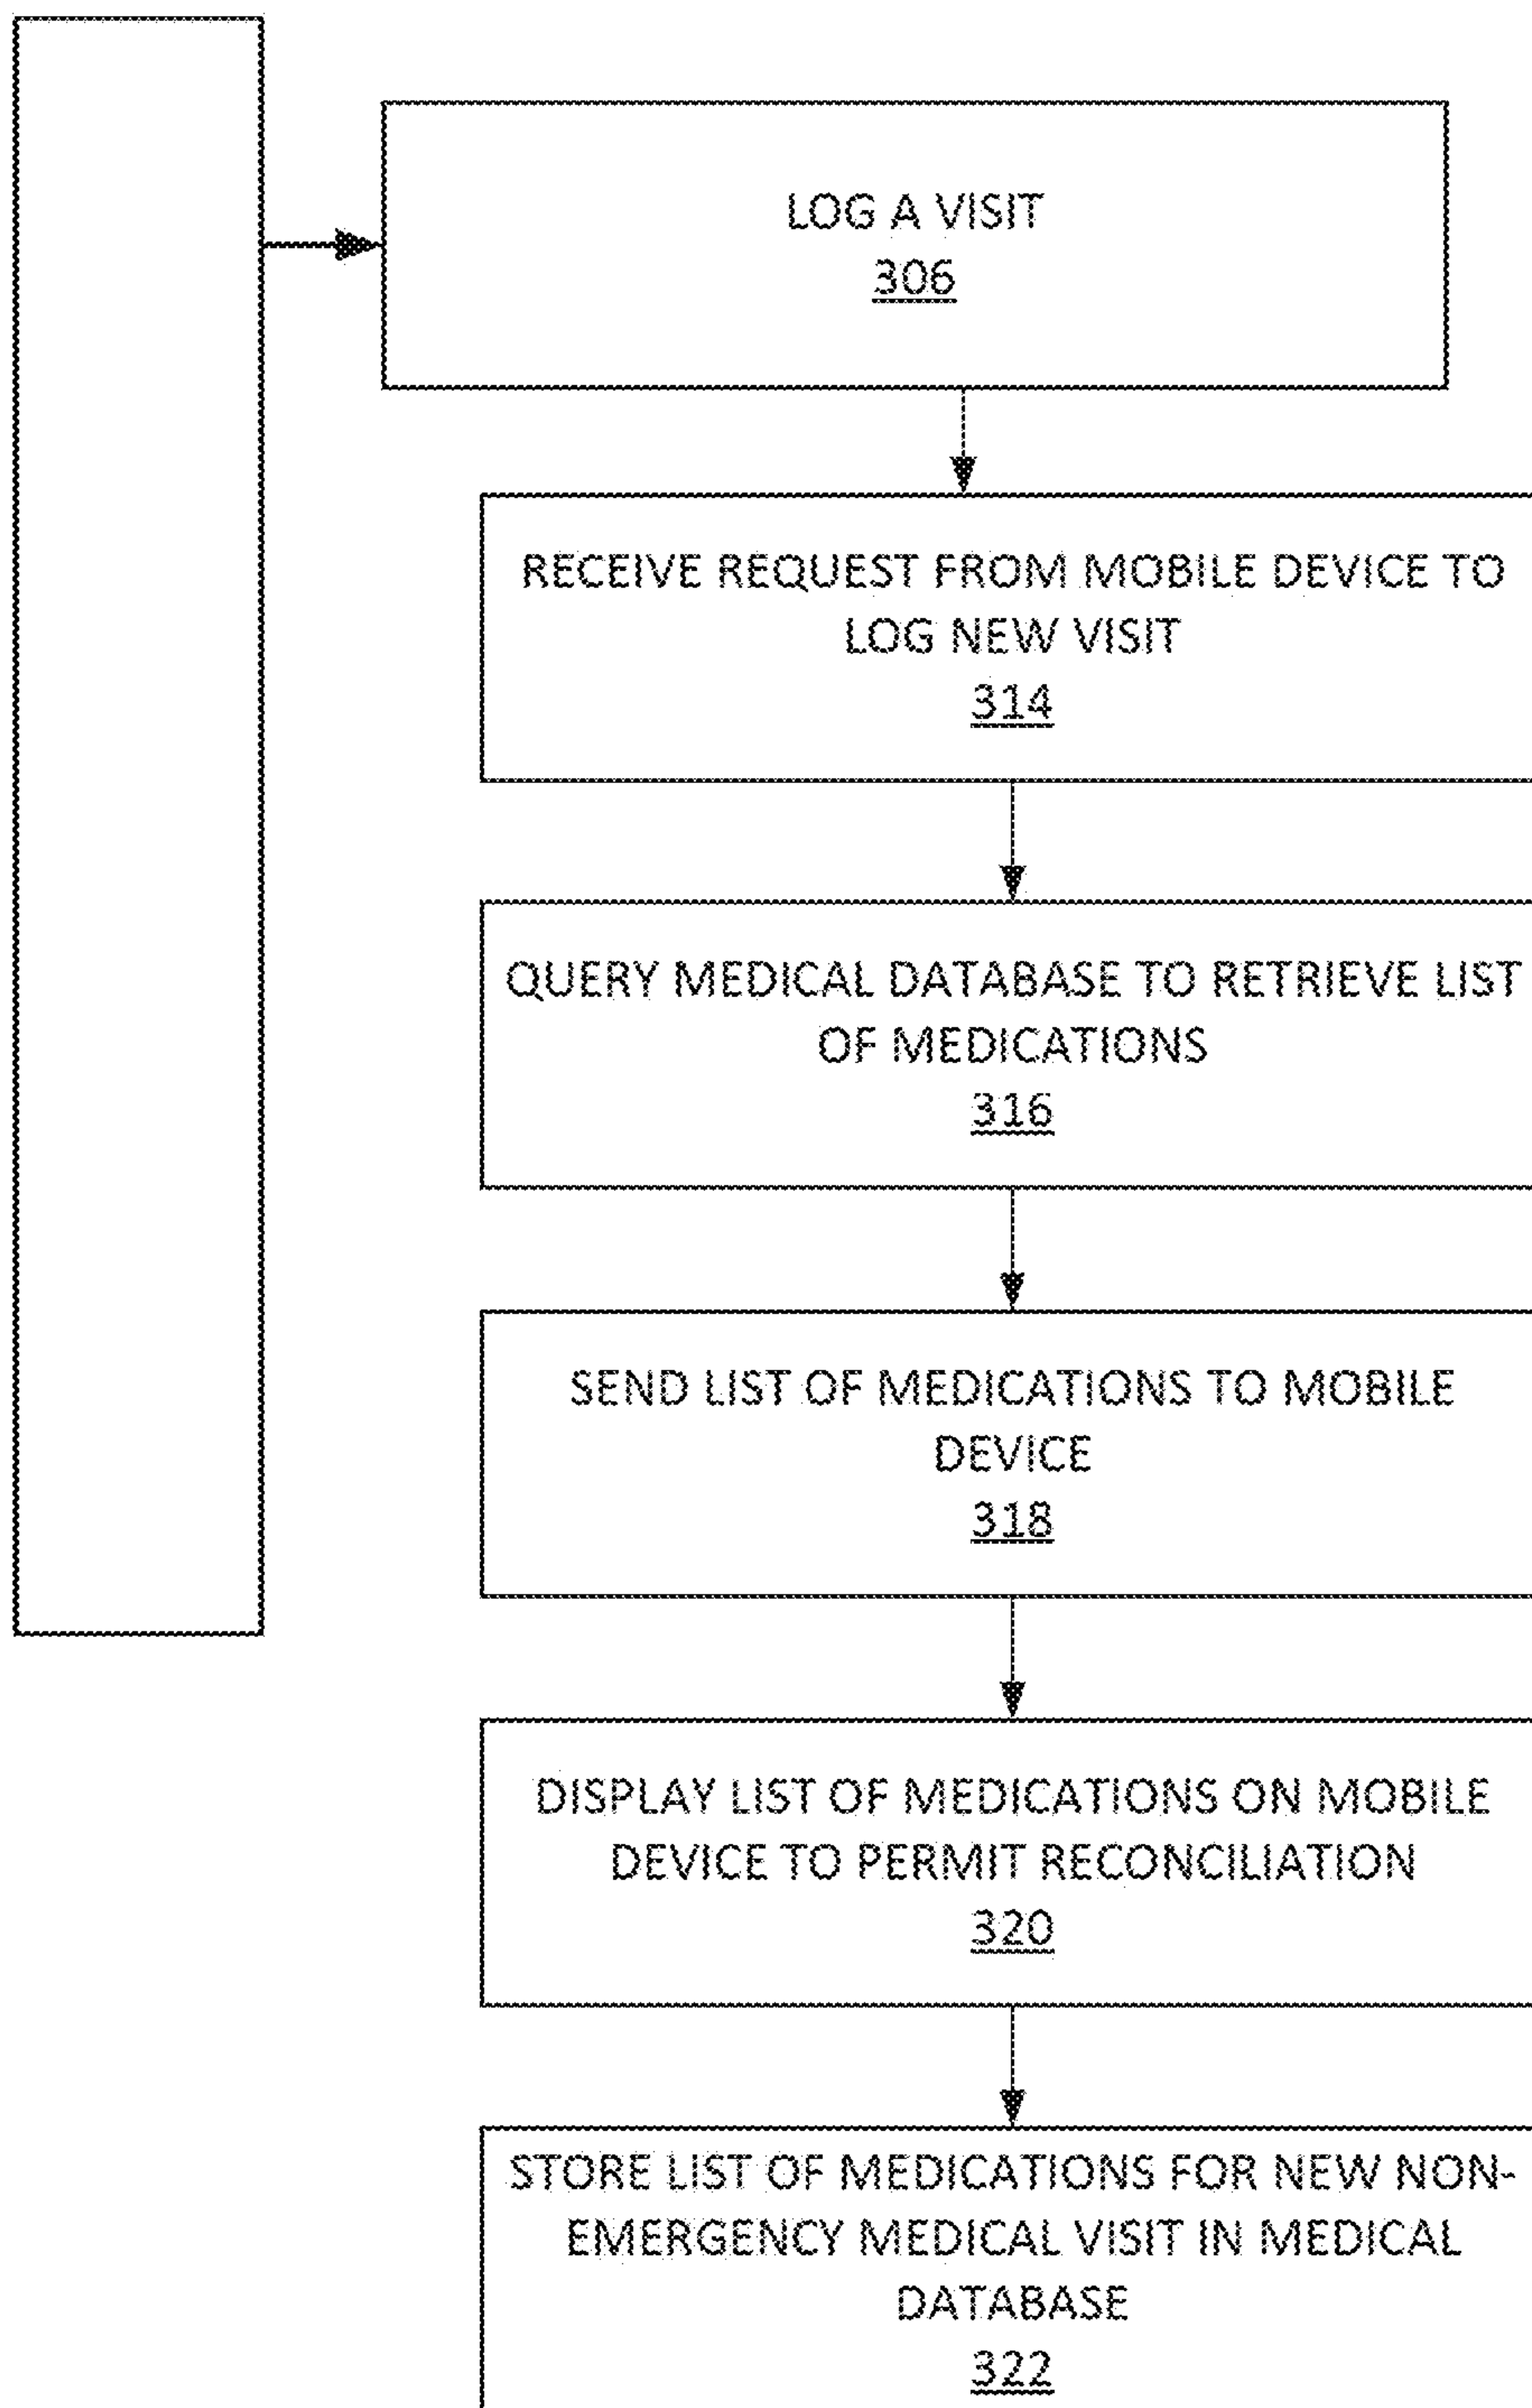 LOG A VISIT
306
RECEIVE REQUEST FROM MOBILE DEVICE TO
LOG NEW VISIT
314
QUERY MEDICAL DATABASE TO RETRIEVE LIST
OF MEDICATIONS
316
SEND LIST OF MEDICATIONS TO MOBILE
DEVICE
318
DISPLAY LIST OF MEDICATIONS ON MOBILE
DEVICE TO PERMIT RECONCILIATION
320
STORE LIST OF MEDICATIONS FOR NEW NON-
EMERGENCY MEDICAL VISIT IN MEDICAL
DATABASE
322